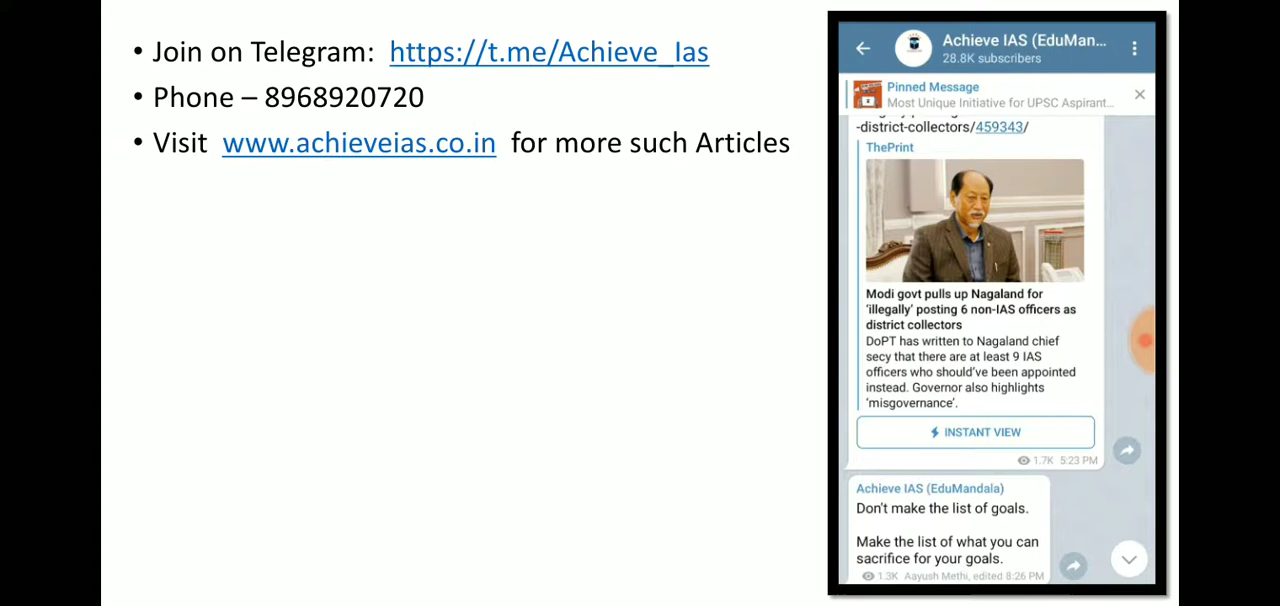 • Join on Telegram: https://t.me/Achieve_Ias
• Phone – 8968920720
• Visit www.achieveias.co.in for more such Articles
Achieve IAS (EduMan...
28.8K subscribers
Pinned Message
Most Unique Initiative for UPSC Aspirant...
-district-collectors/459343/
ThePrint
Modi govt pulls up Nagaland for
'illegally' posting 6 non-IAS officers as
district collectors
DoPT has written to Nagaland chief
secy that there are at least 9 IAS
officers who should've been appointed
instead. Governor also highlights
'misgovernance'.
INSTANT VIEW
1.7K 5:23 PM
Achieve IAS (EduMandala)
Don't make the list of goals.
Make the list of what you can
sacrifice for your goals.
1.3K Aayush Methi, edited 8:26 PM